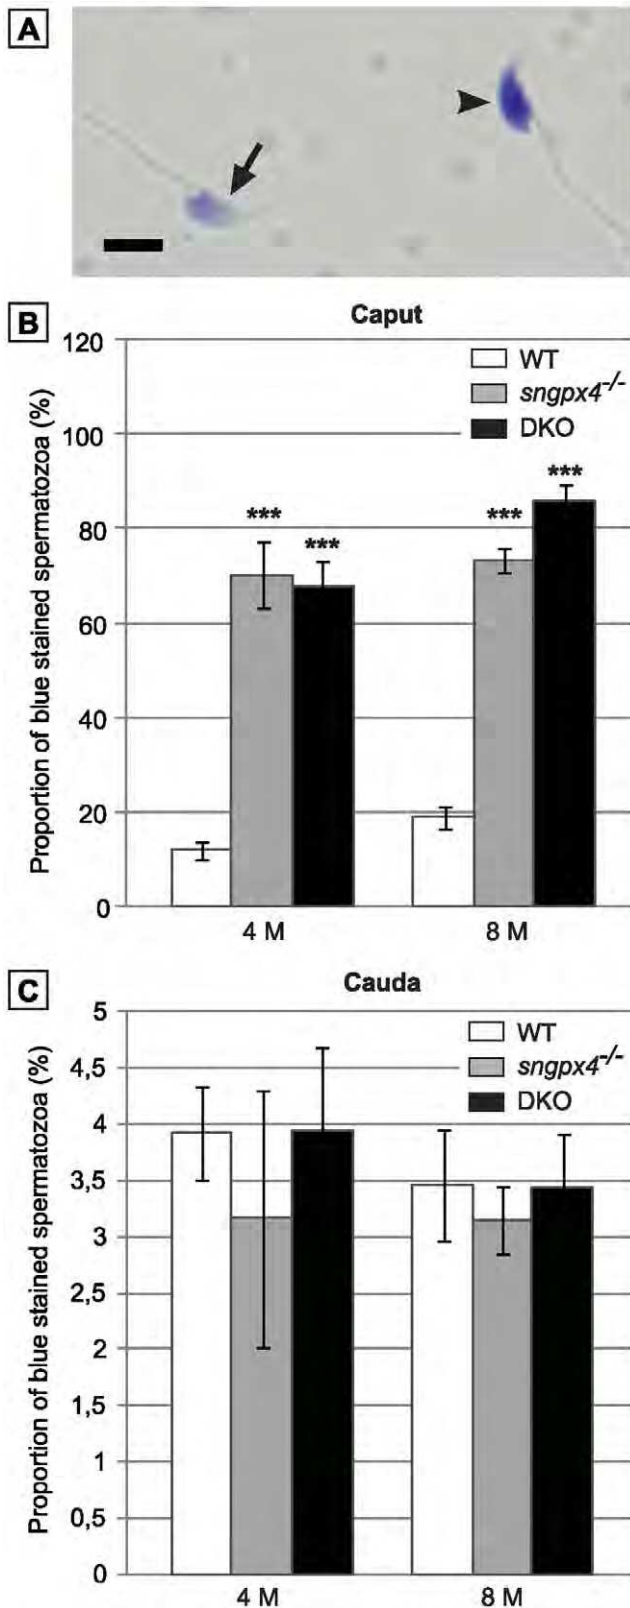 A
B
Caput
Proportion of blue stained spermatozoa (%)
120
100
80
60
40
20
0
WT
sngpx4-/-
DKO
***
***
***
***
4 M
8 M
C
Cauda
Proportion of blue stained spermatozoa (%)
5
4,5
4
3,5
3
2,5
2
1,5
1
0,5
0
WT
sngpx4-/-
DKO
4 M
8 M